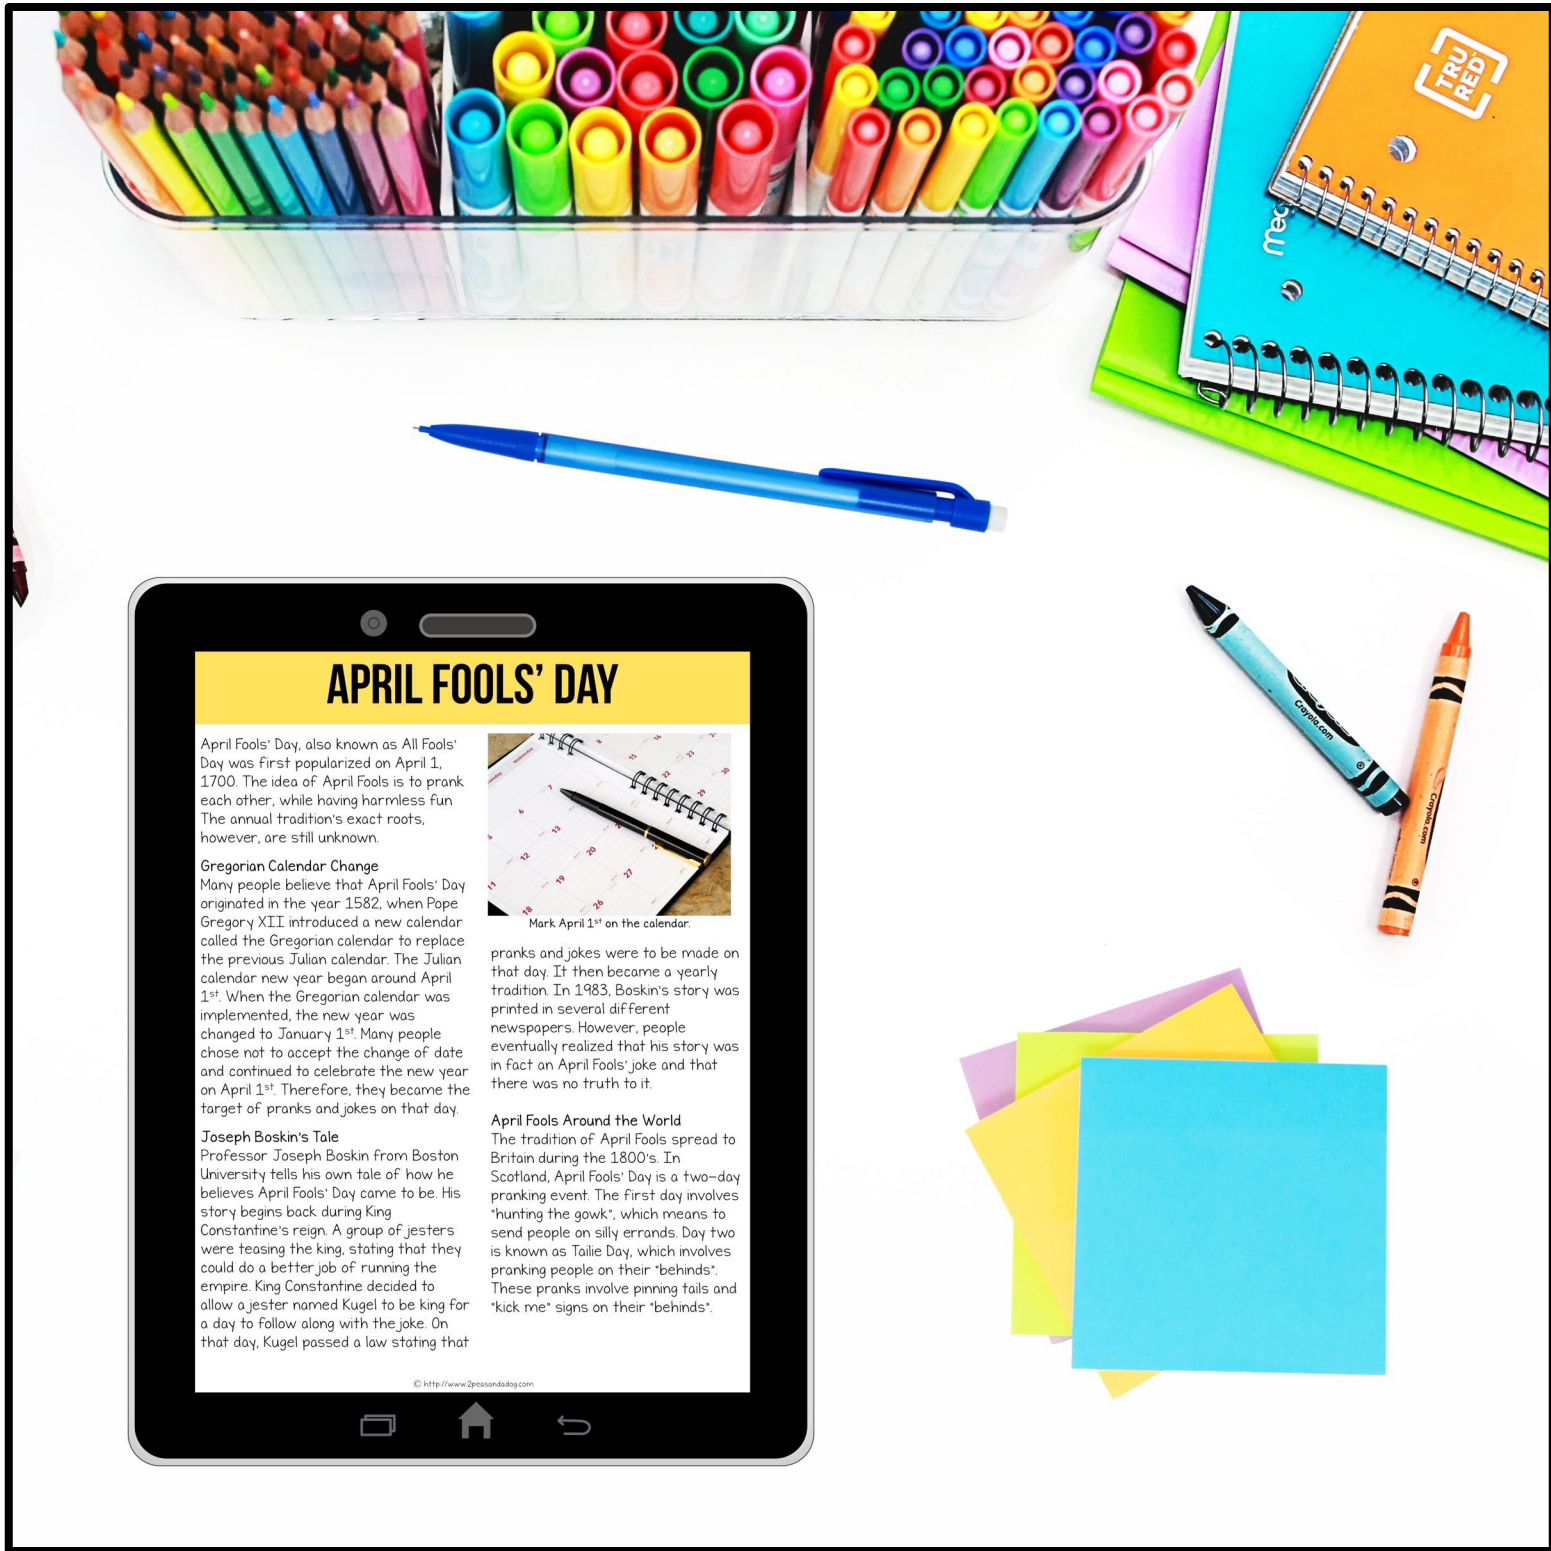 TRU
RED
Mec
Crayola.com
Crayola.com
APRIL FOOLS' DAY
April Fools' Day, also known as All Fools'
Day was first popularized on April 1,
1700. The idea of April Fools is to prank
each other, while having harmless fun
The annual tradition's exact roots,
however, are still unknown.
Gregorian Calendar Change
Many people believe that April Fools' Day
originated in the year 1582, when Pope
Gregory XII introduced a new calendar
called the Gregorian calendar to replace
the previous Julian calendar. The Julian
calendar new year began around April
1st. When the Gregorian calendar was
implemented, the new year was
changed to January 1st. Many people
chose not to accept the change of date
and continued to celebrate the new year
on April 1st. Therefore, they became the
target of pranks and jokes on that day.
Joseph Boskin's Tale
Professor Joseph Boskin from Boston
University tells his own tale of how he
believes April Fools' Day came to be. His
story begins back during King
Constantine's reign. A group of jesters
were teasing the king, stating that they
could do a better job of running the
empire. King Constantine decided to
allow a jester named Kugel to be king for
a day to follow along with the joke. On
that day, Kugel passed a law stating that
Mark April 1st on the calendar.
pranks and jokes were to be made on
that day. It then became a yearly
tradition. In 1983, Boskin's story was
printed in several different
newspapers. However, people
eventually realized that his story was
in fact an April Fools' joke and that
there was no truth to it.
April Fools Around the World
The tradition of April Fools spread to
Britain during the 1800's. In
Scotland, April Fools' Day is a two-day
pranking event. The first day involves
"hunting the gowk", which means to
send people on silly errands. Day two
is known as Tailie Day, which involves
pranking people on their "behinds".
These pranks involve pinning tails and
"kick me" signs on their "behinds".
© http://www.2peasandadog.com